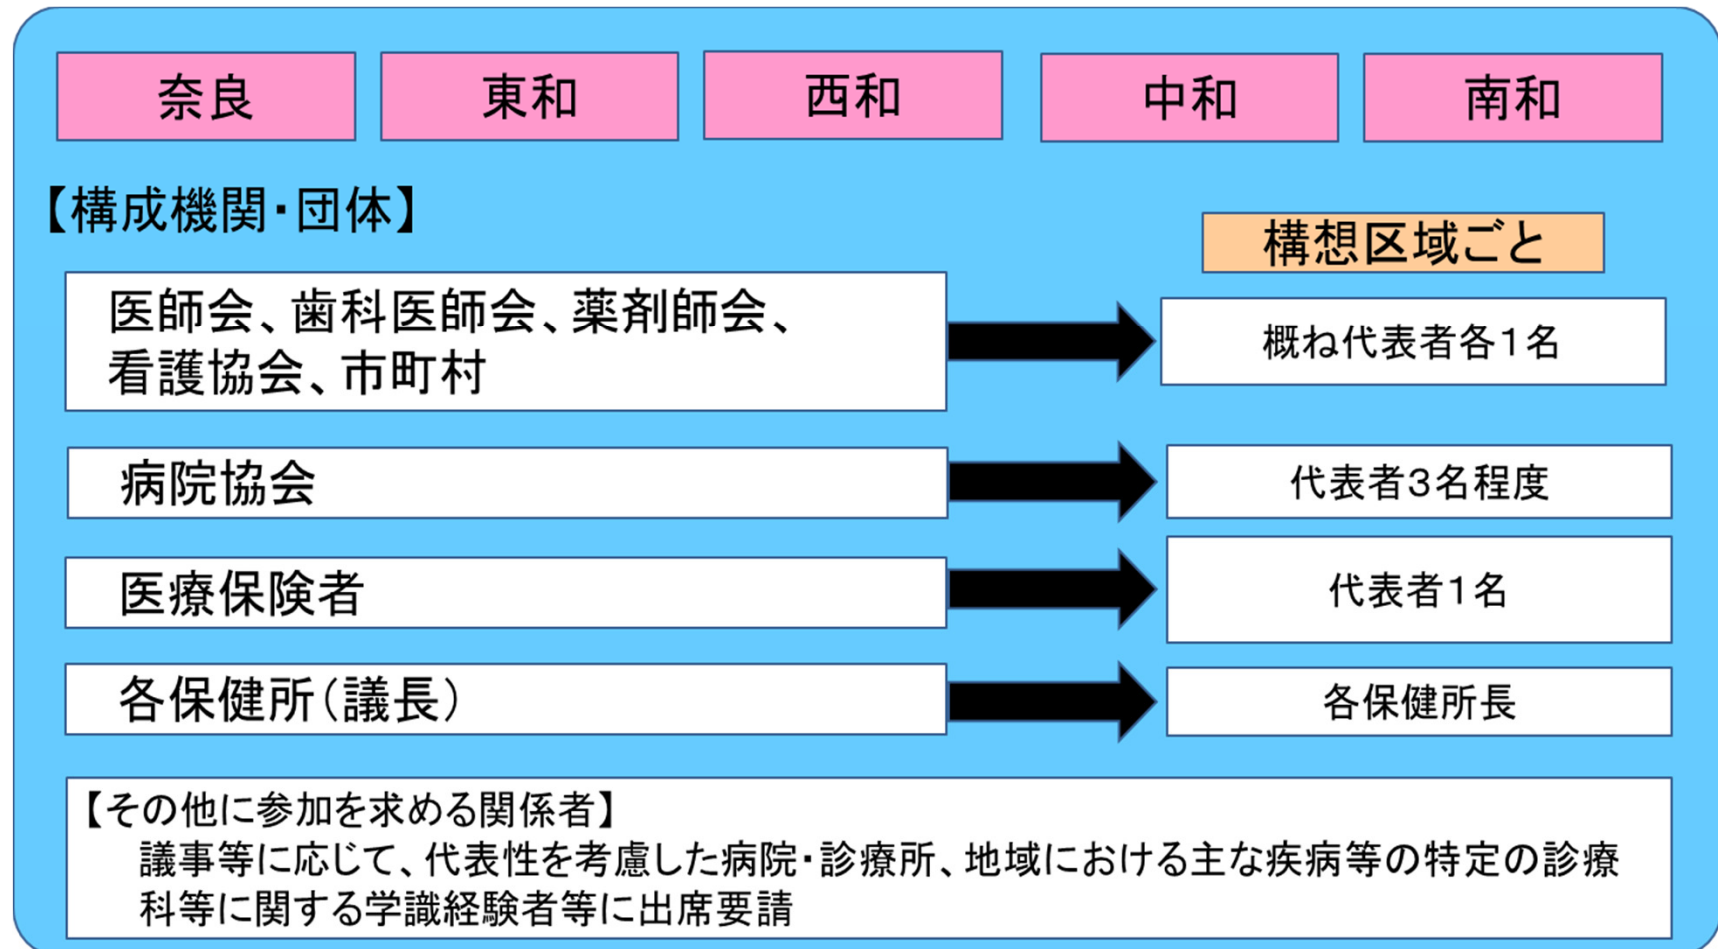 奈良
東和
西和
中和
南和
【構成機関・団体】
構想区域ごと
医師会、歯科医師会、薬剤師会、
看護協会、市町村
概ね代表者各1名
病院協会
代表者3名程度
医療保険者
代表者1名
各保健所(議長)
各保健所長
【その他に参加を求める関係者】
議事等に応じて、代表性を考慮した病院・診療所、地域における主な疾病等の特定の診療
科等に関する学識経験者等に出席要請